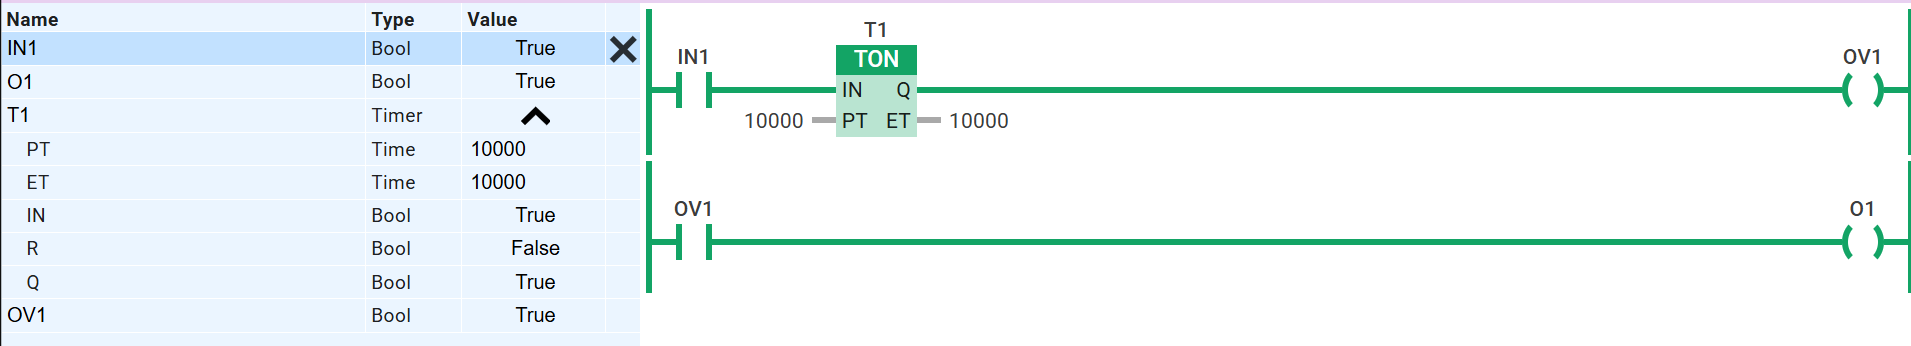 Name Type Value
IN1 Bool True
O1 Bool True
T1 Timer
PT Time 10000
ET Time 10000
IN Bool True
R Bool False
Q Bool True
OV1 Bool True
T1
IN1 TON OV1
IN Q
10000 PT ET 10000
OV1 O1